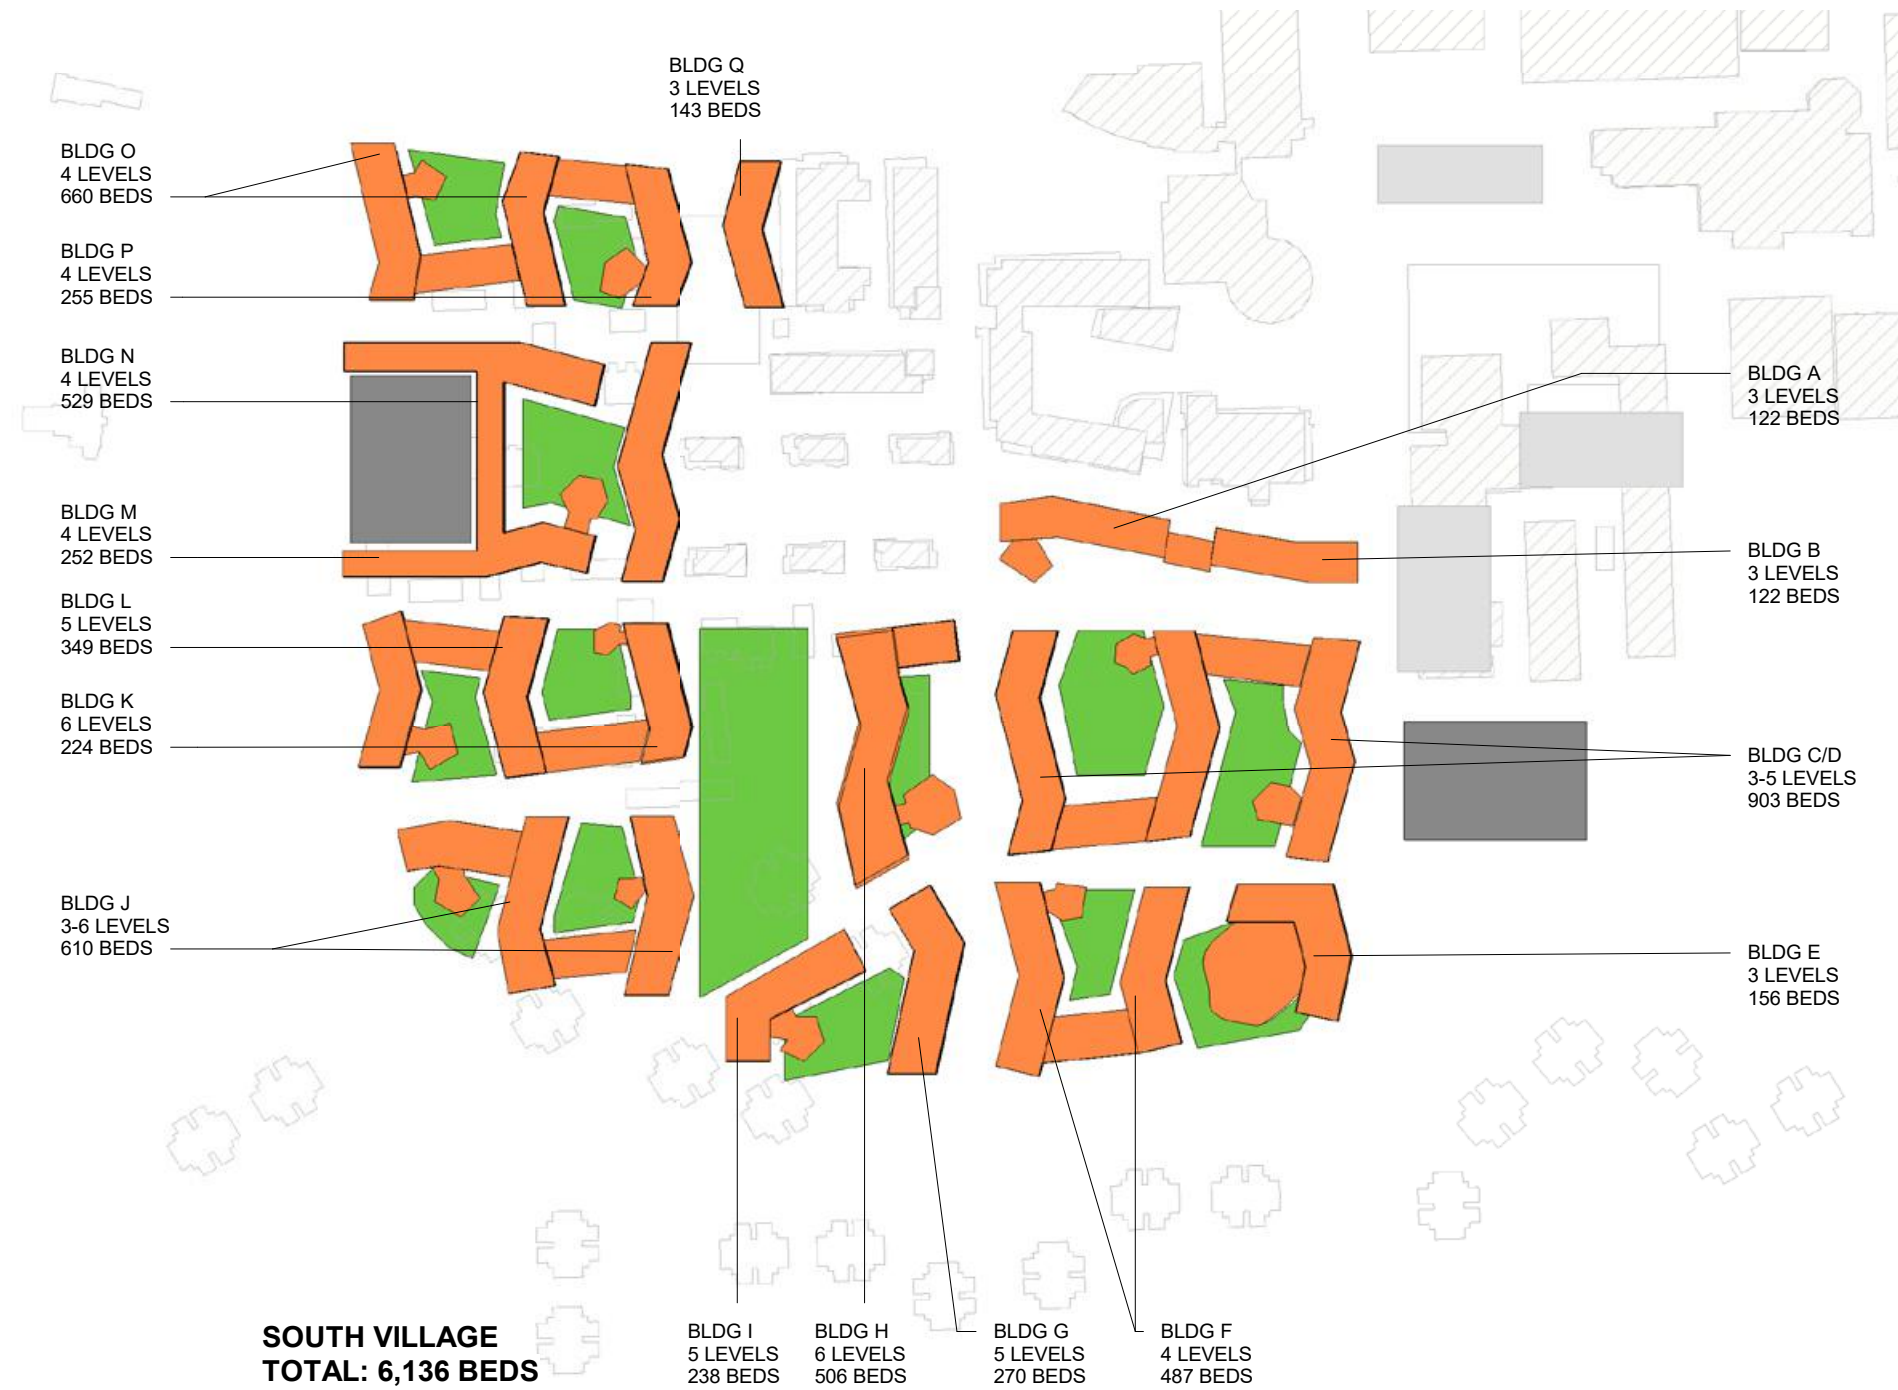 BLDG Q
3 LEVELS
143 BEDS
BLDG O
4 LEVELS
660 BEDS
BLDG P
4 LEVELS
255 BEDS
BLDG N
4 LEVELS
529 BEDS
BLDG M
4 LEVELS
252 BEDS
BLDG L
5 LEVELS
349 BEDS
BLDG K
6 LEVELS
224 BEDS
BLDG J
3-6 LEVELS
610 BEDS
BLDG A
3 LEVELS
122 BEDS
BLDG B
3 LEVELS
122 BEDS
BLDG C/D
3-5 LEVELS
903 BEDS
BLDG E
3 LEVELS
156 BEDS
BLDG I
5 LEVELS
238 BEDS
BLDG H
6 LEVELS
506 BEDS
BLDG G
5 LEVELS
270 BEDS
BLDG F
4 LEVELS
487 BEDS
SOUTH VILLAGE
TOTAL: 6,136 BEDS